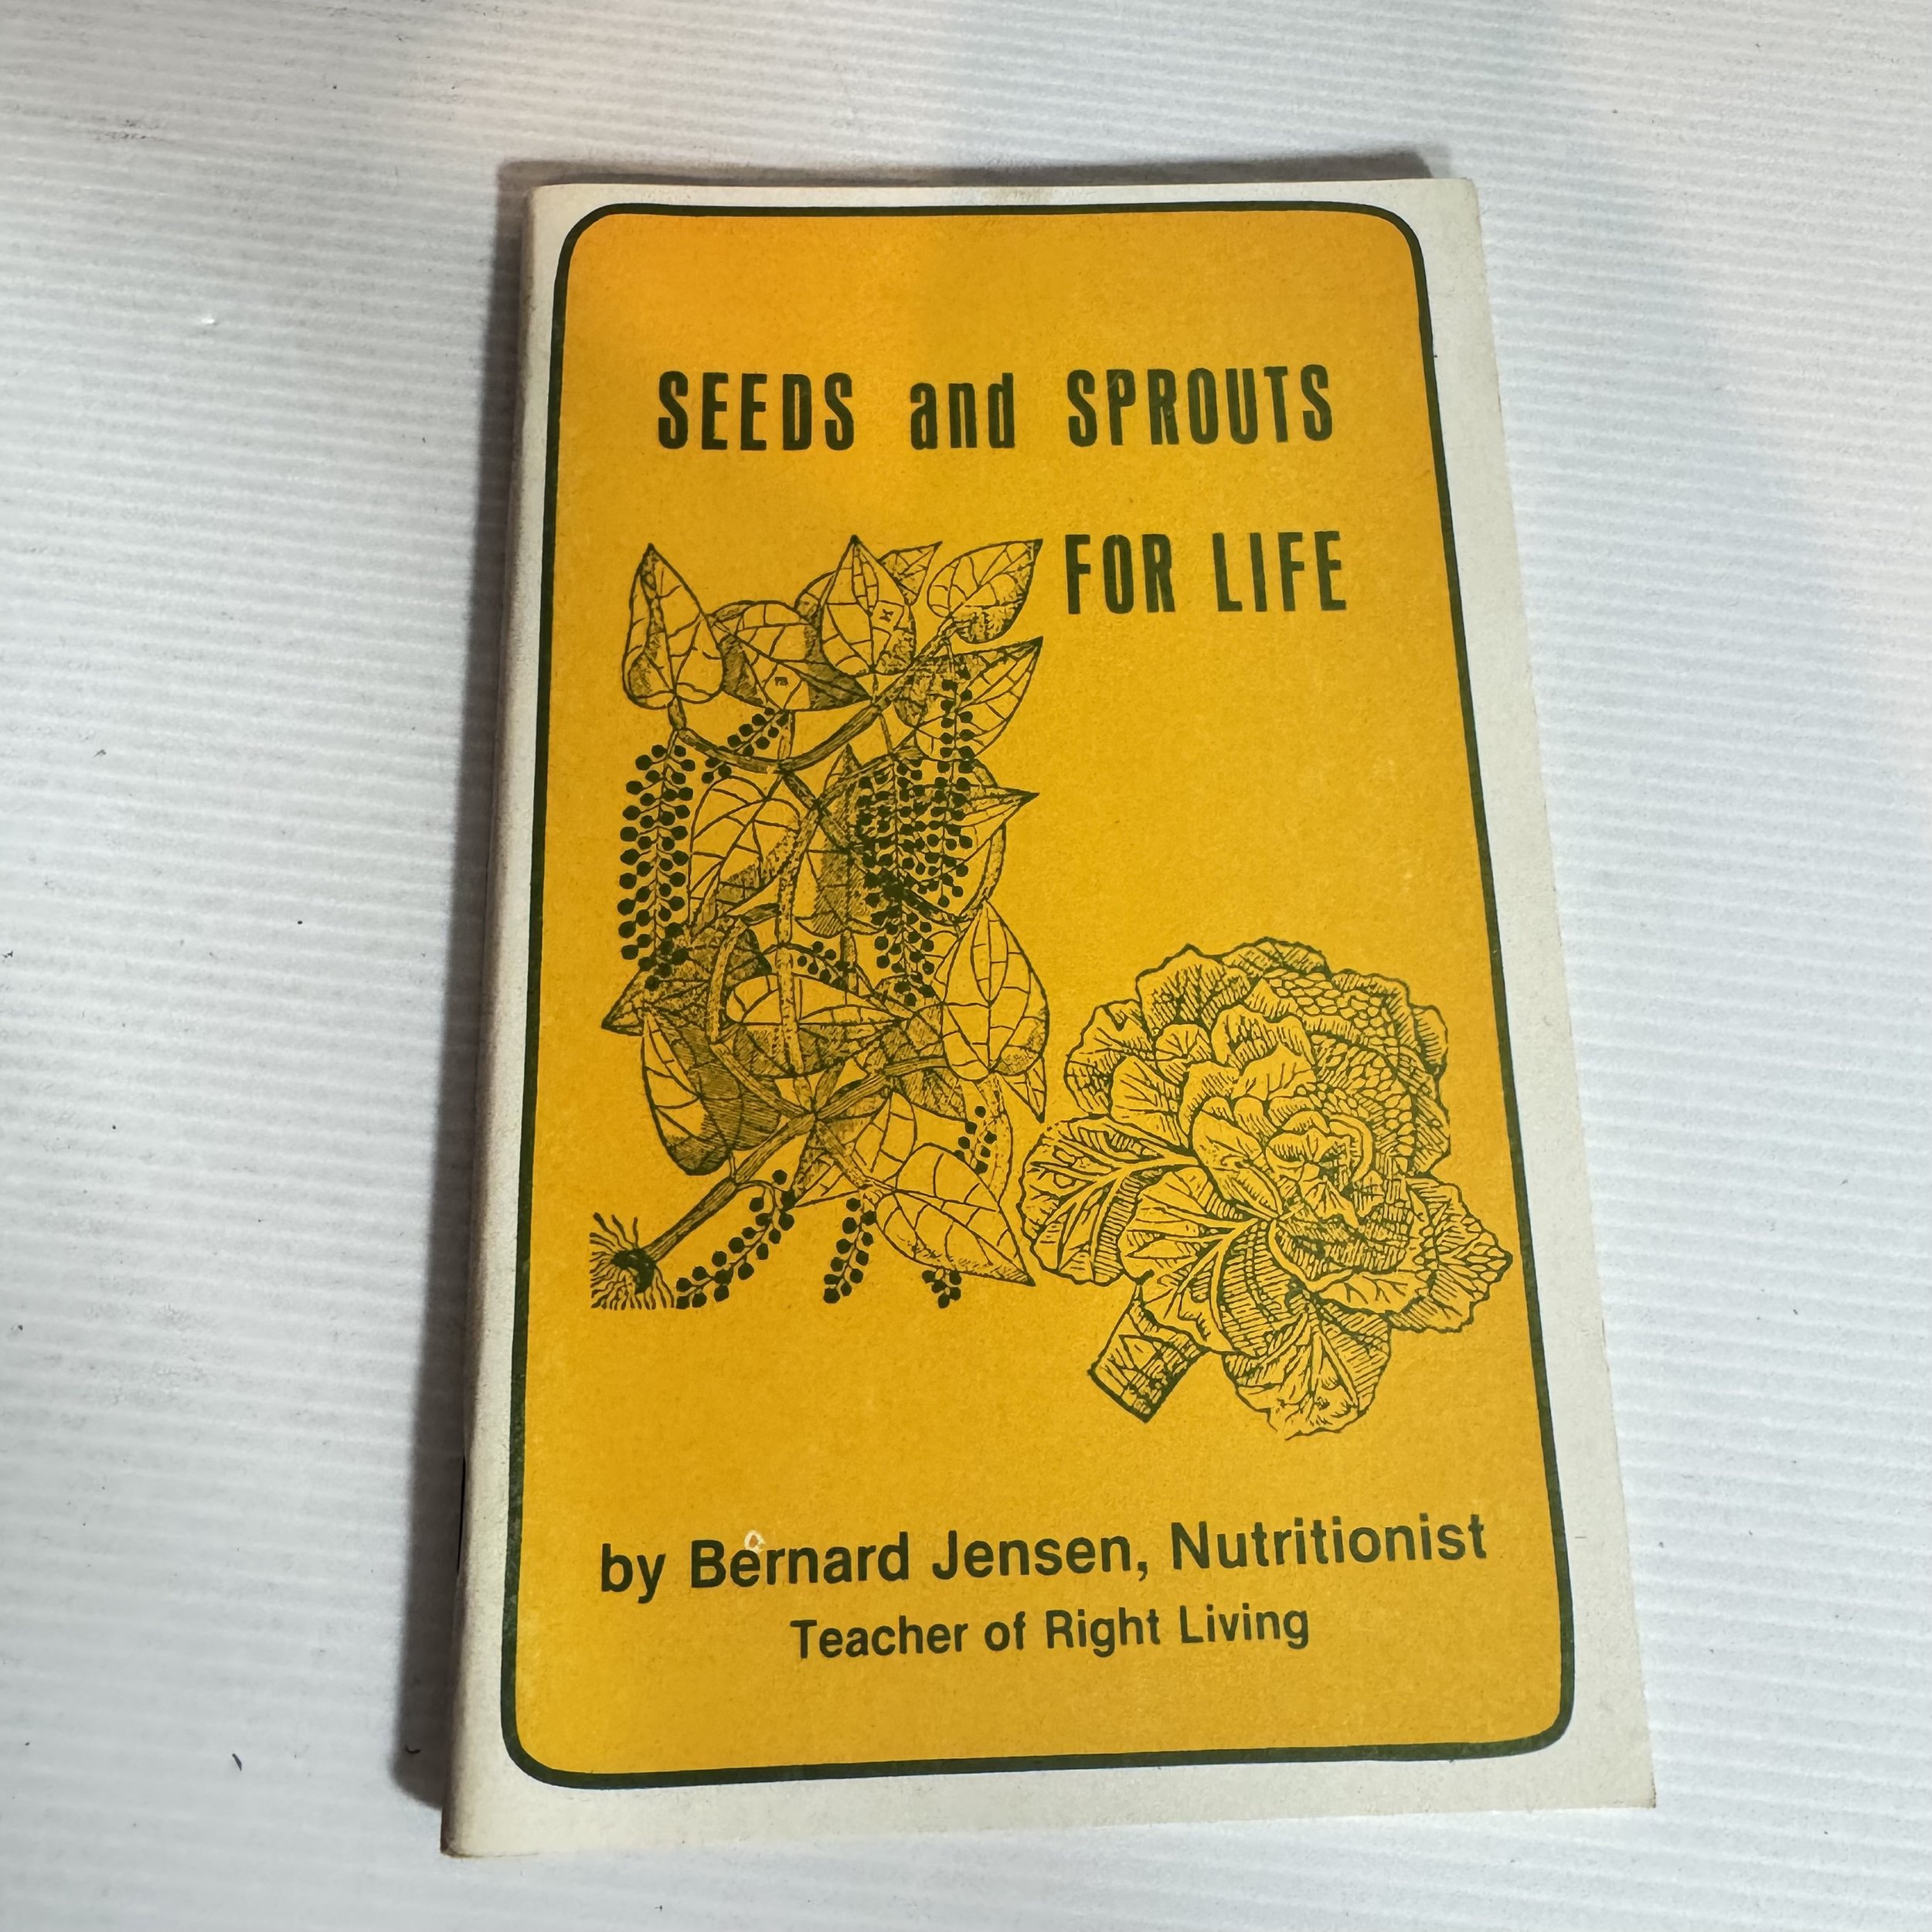 SEEDS and SPROUTS
FOR LIFE
by Bernard Jensen, Nutritionist
Teacher of Right Living